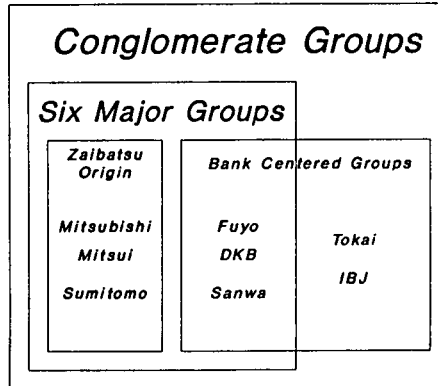 Conglomerate Groups
Six Major Groups
Zaibatsu
Origin
Mitsubishi
Mitsui
Sumitomo
Bank Centered Groups
Fuyo
DKB
Sanwa
Tokai
IBJ